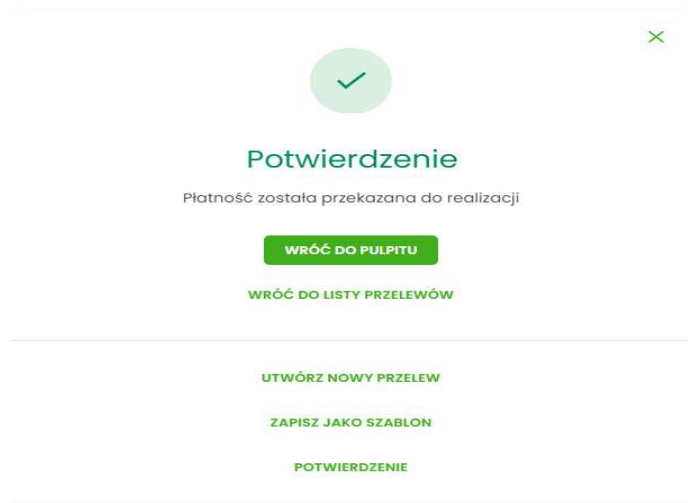 Potwierdzenie
Płatność została przekazana do realizacji
WRÓĆ DO PULPITU
WRÓĆ DO LISTY PRZELEWÓW
UTWÓRZ NOWY PRZELEW
ZAPISZ JAKO SZABLON
POTWIERDZENIE